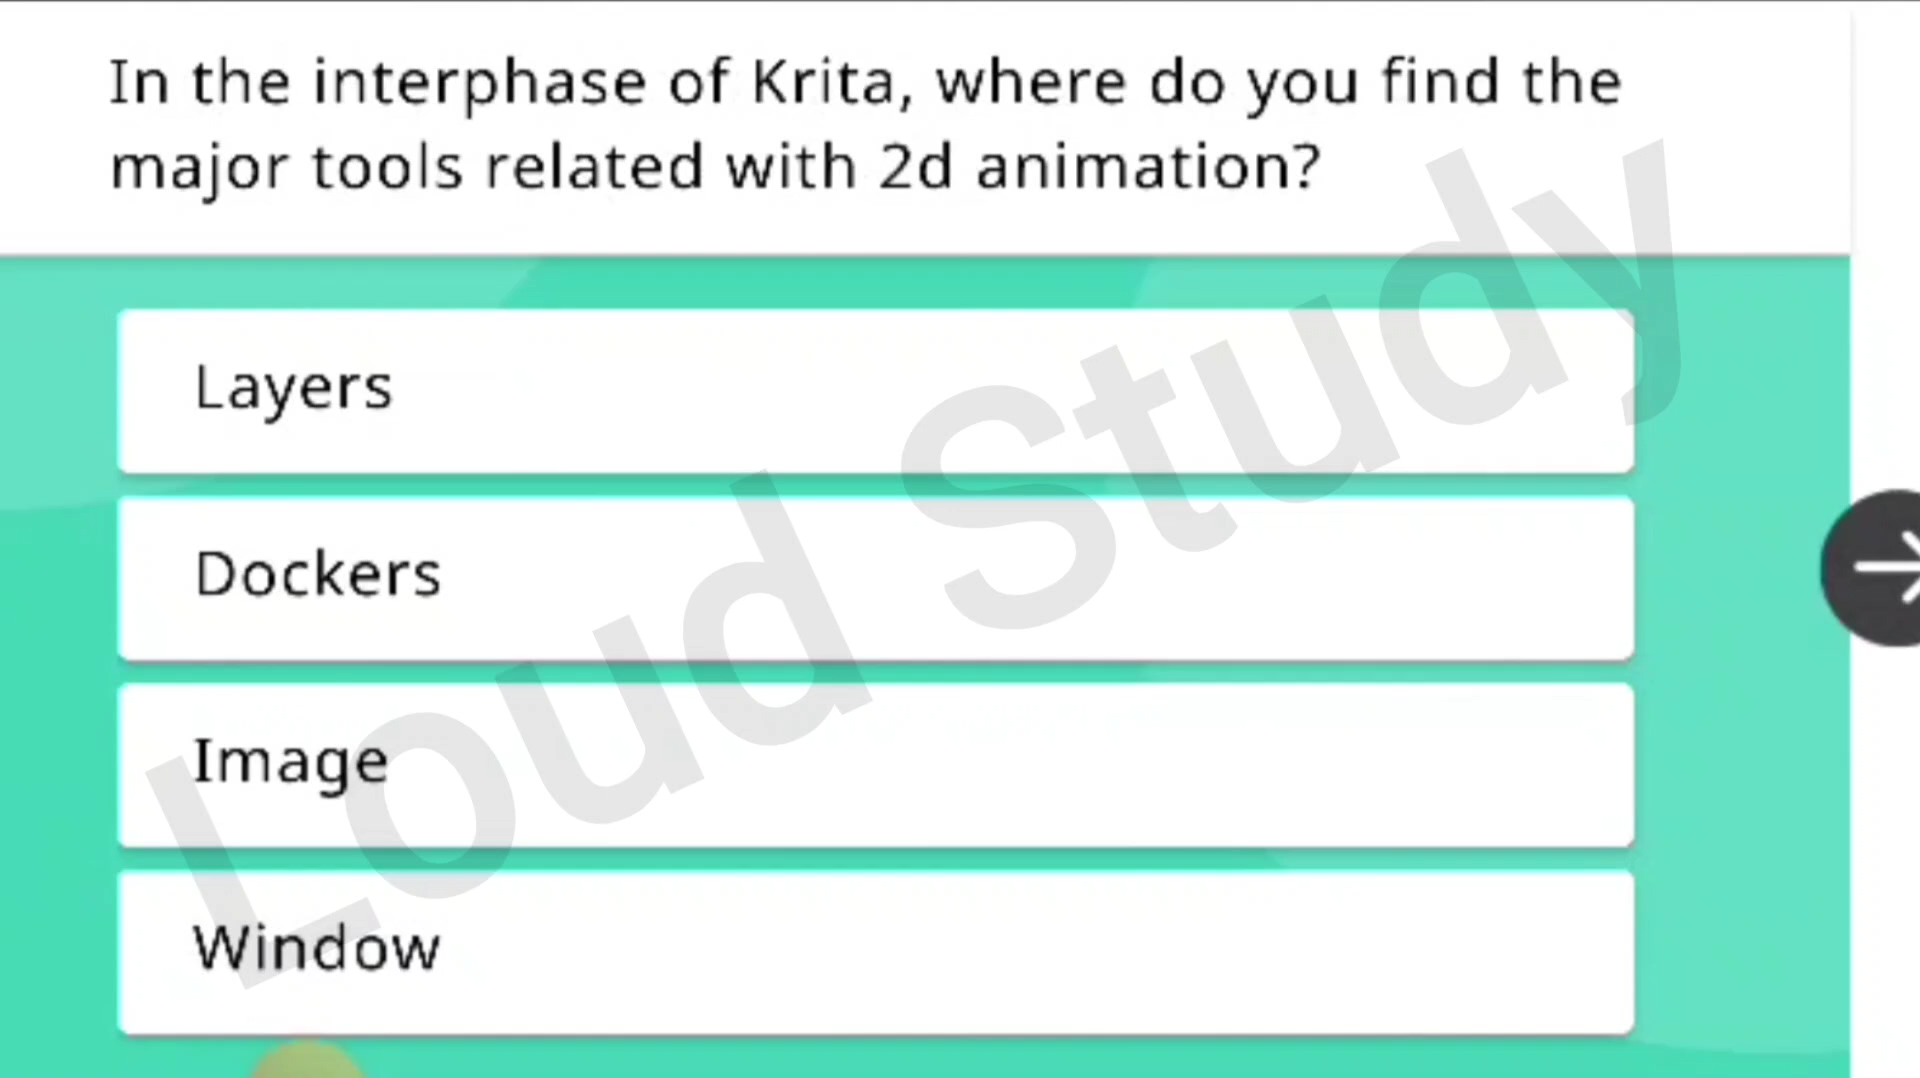 In the interphase of Krita, where do you find the
major tools related with 2d animation?
Layers
Dockers
Image
Window
Loud Study